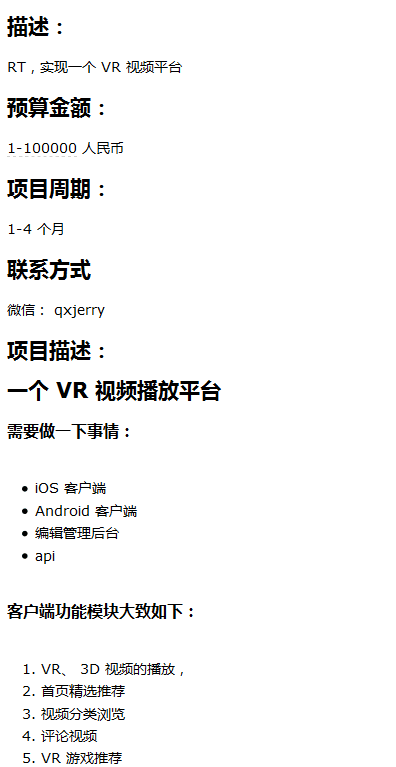 描述：
RT，实现一个 VR 视频平台
预算金额：
1-100000 人民币
项目周期：
1-4 个月
联系方式
微信： qxjerry
项目描述：
一个 VR 视频播放平台
需要做一下事情：
• iOS 客户端
• Android 客户端
• 编辑管理后台
• api
客户端功能模块大致如下：
1. VR、 3D 视频的播放，
2. 首页精选推荐
3. 视频分类浏览
4. 评论视频
5. VR 游戏推荐